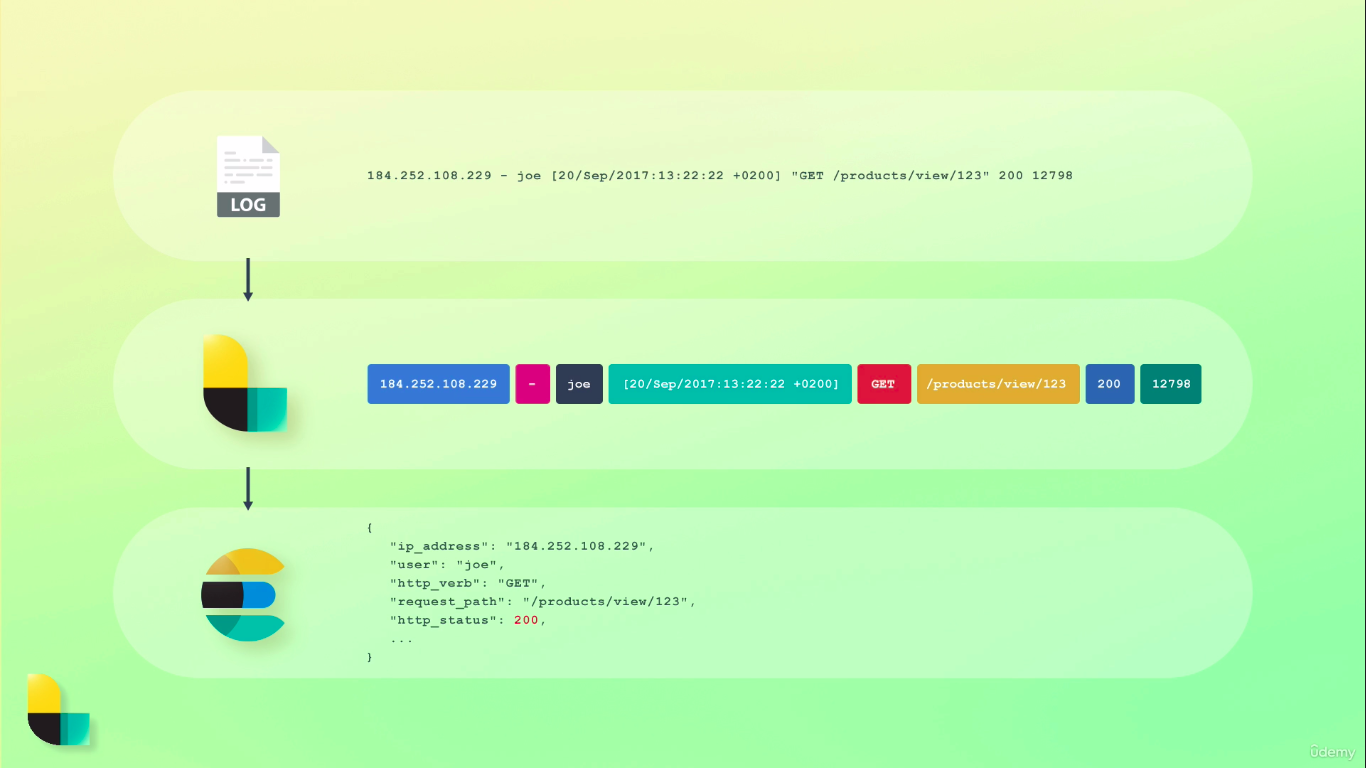 LOG
184.252.108.229 - joe [20/Sep/2017:13:22:22 +0200] "GET /products/view/123" 200 12798
184.252.108.229 - joe [20/Sep/2017:13:22:22 +0200] GET /products/view/123 200 12798
{
"ip_address": "184.252.108.229",
"user": "joe",
"http_verb": "GET",
"request_path": "/products/view/123",
"http_status": 200,
...
}
ûdemy